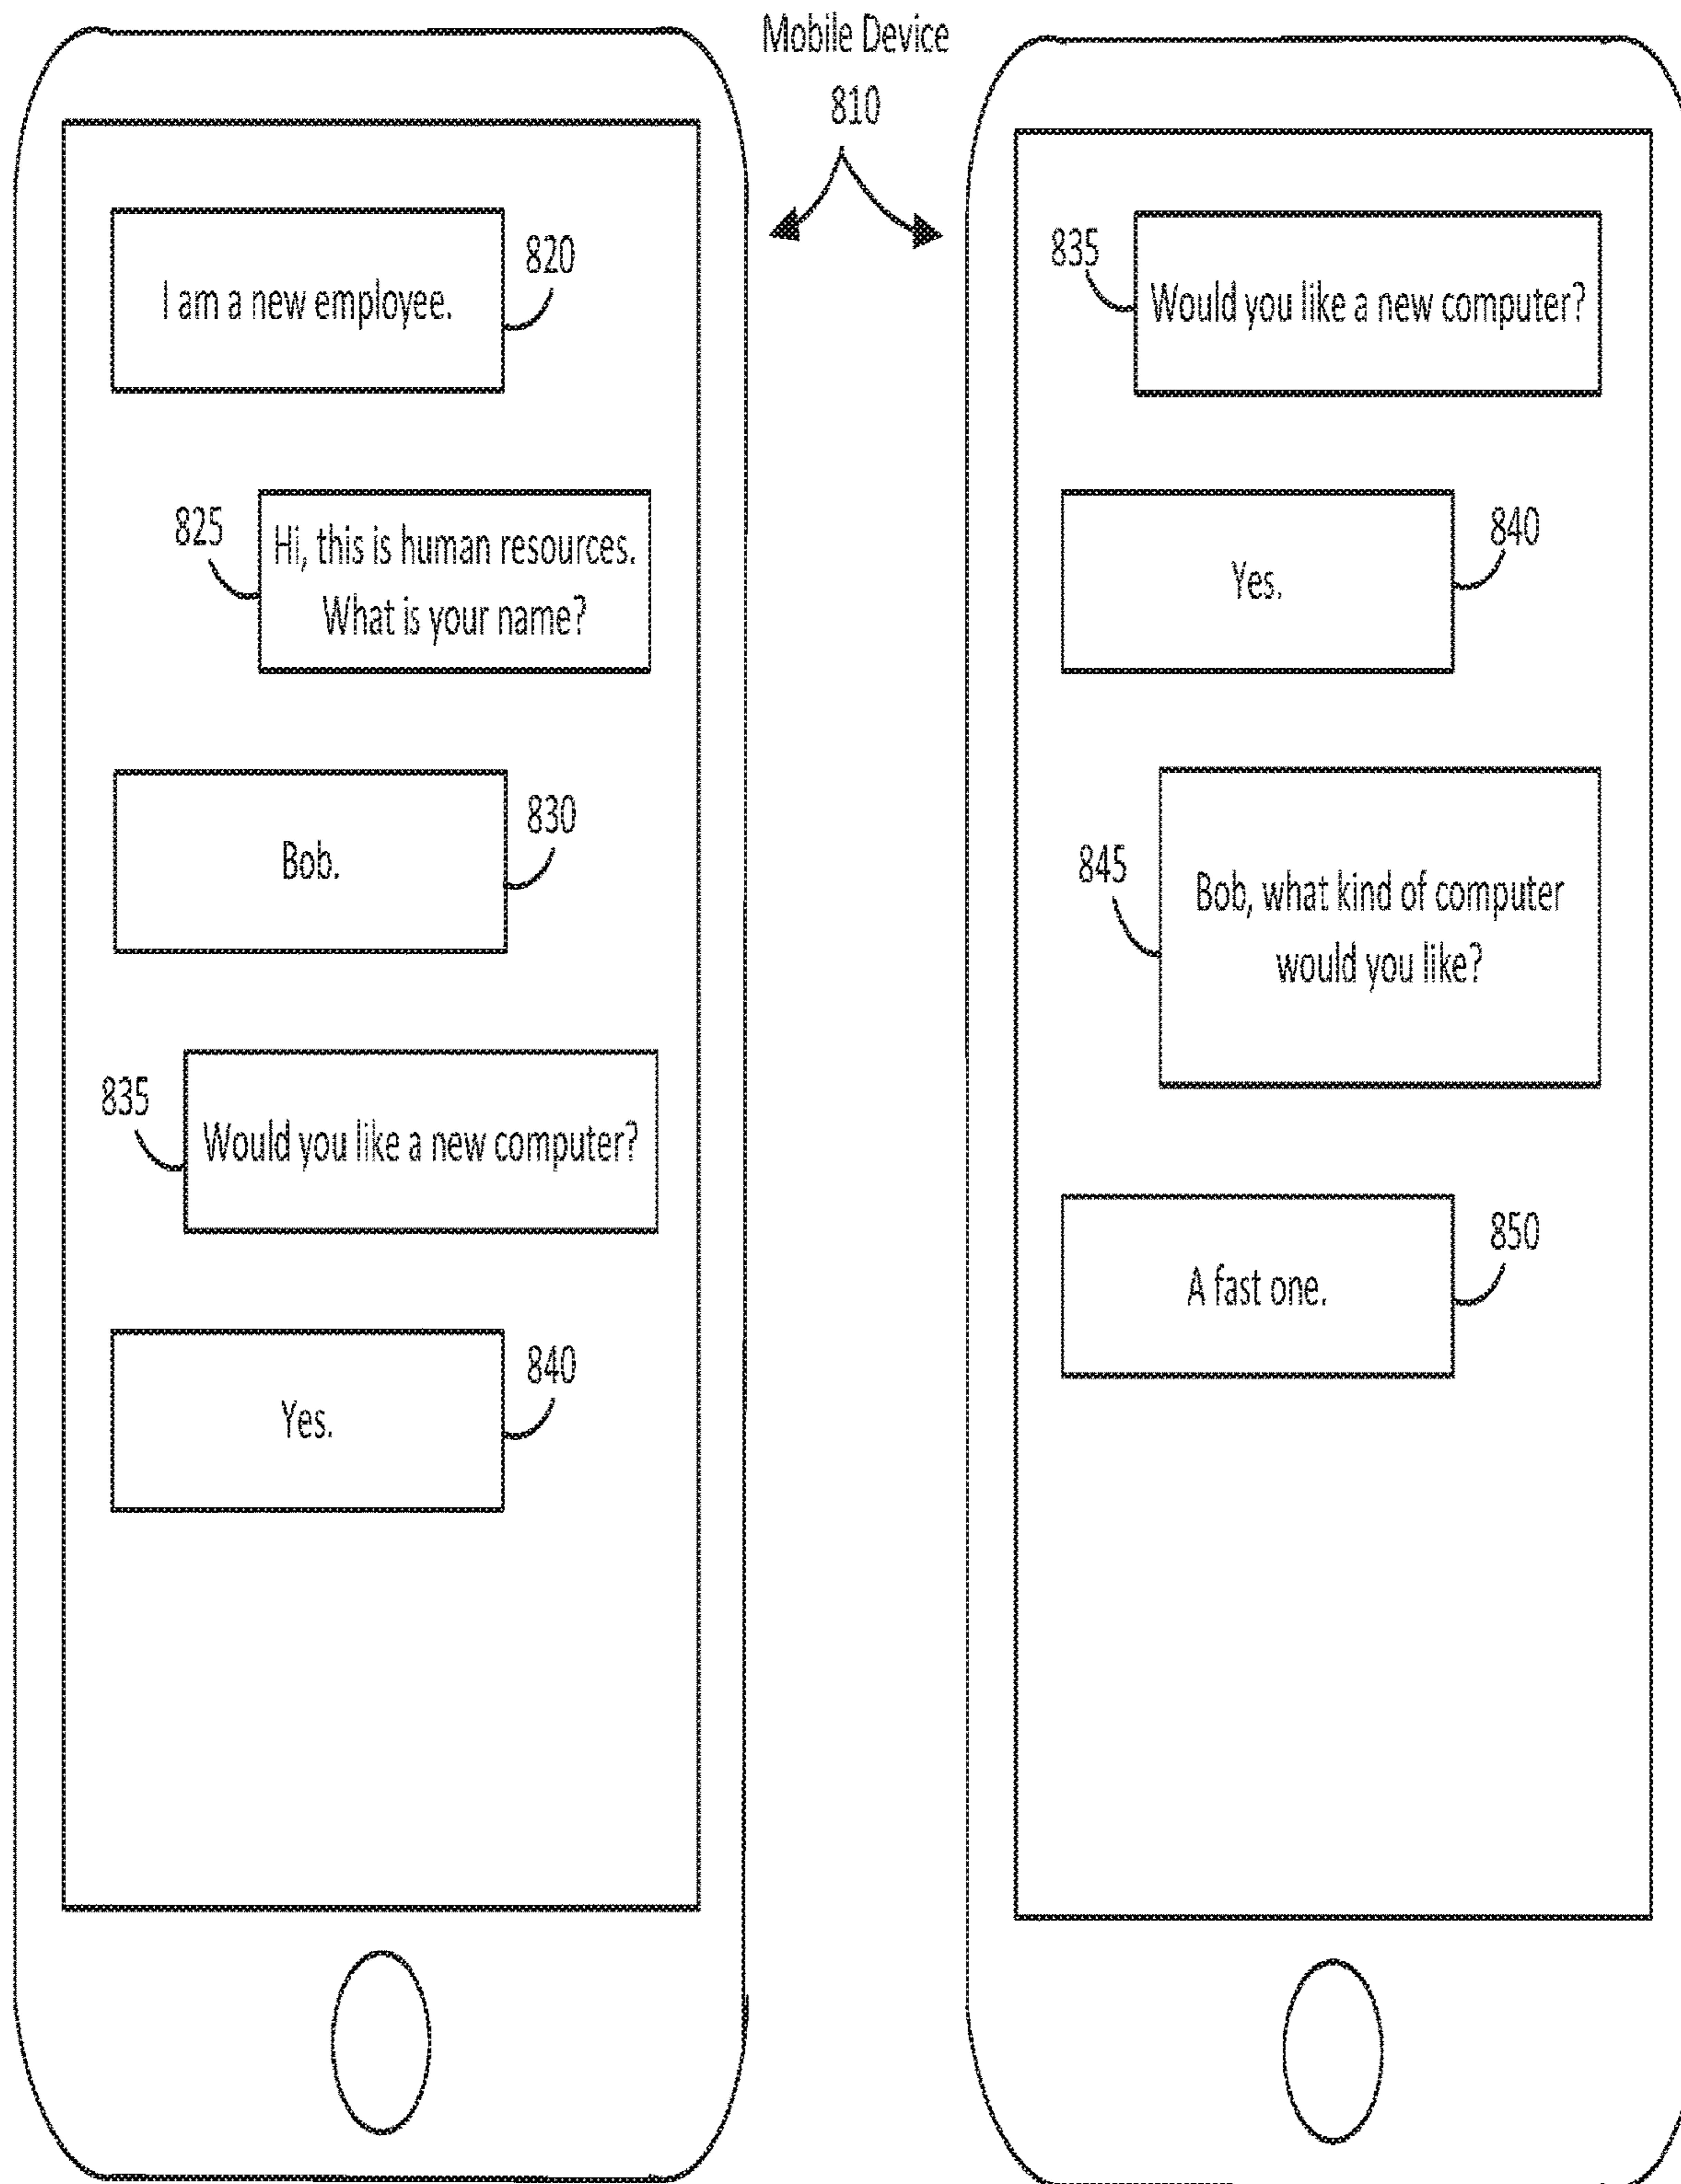 Mobile Device
810
I am a new employee.
820
825
Hi, this is human resources.
What is your name?
Bob.
830
835
Would you like a new computer?
Yes.
840
835
Would you like a new computer?
Yes.
840
845
Bob, what kind of computer
would you like?
A fast one.
850